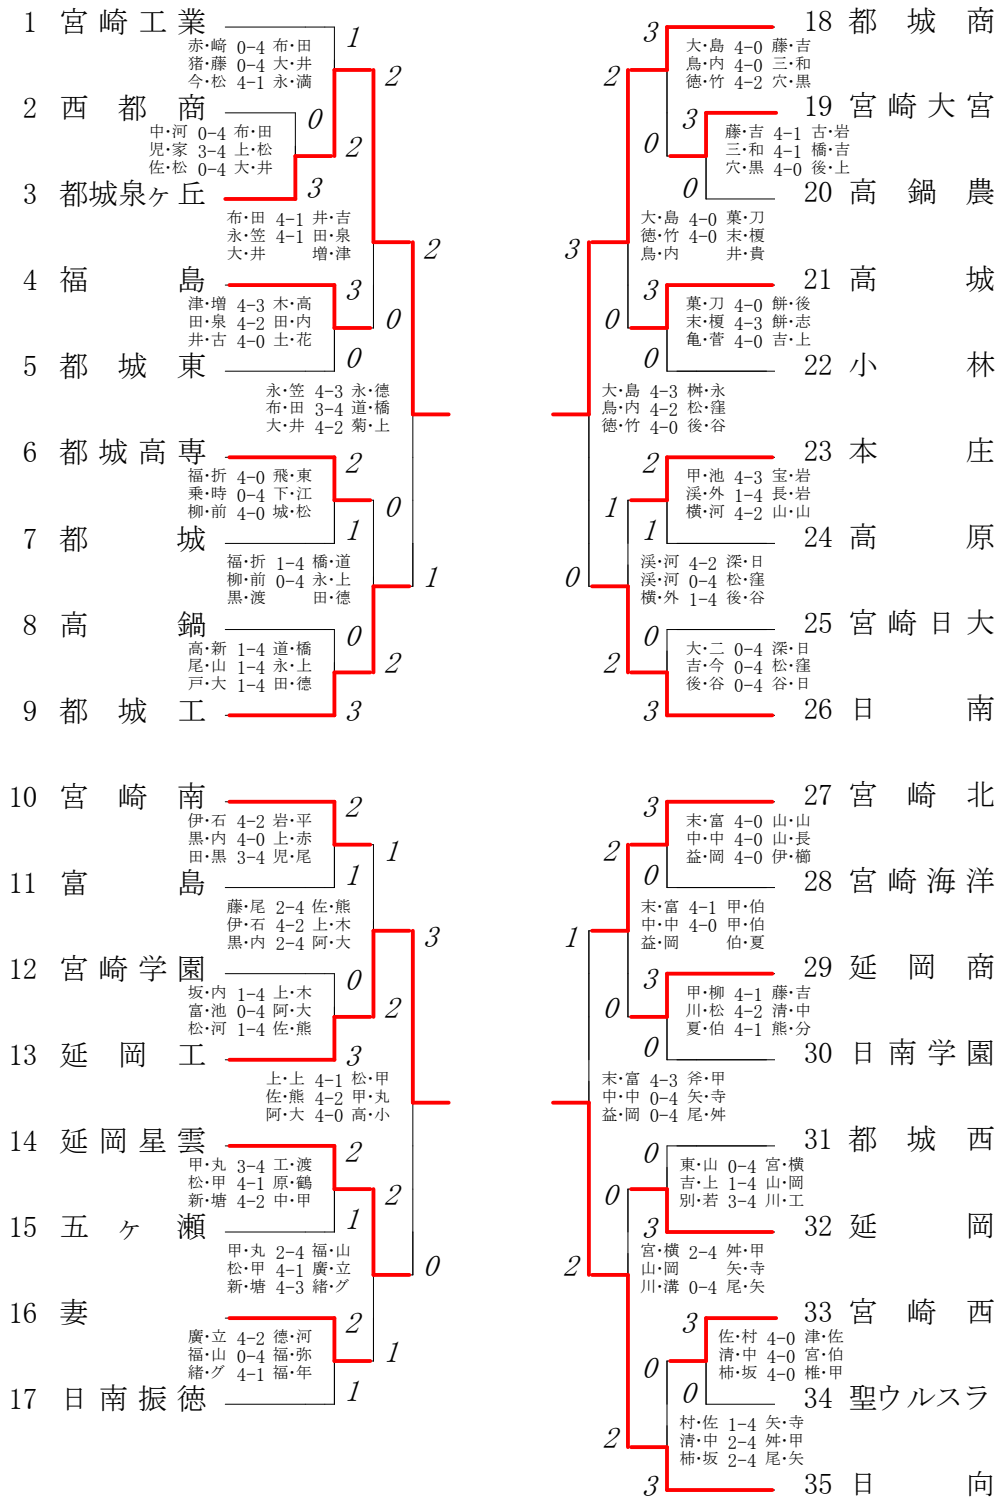 1 宮崎工業
1
赤・﨑 0-4 布・田
猪・藤 0-4 大・井
今・松 4-1 永・満
2
2 西都商
0
中・河 0-4 布・田
児・家 3-4 上・松
佐・松 0-4 大・井
2
3 都城泉ヶ丘
3
布・田 4-1 井・吉
永・笠 4-1 田・泉
大・井 増・津
2
4 福島
3
津・増 4-3 木・高
田・泉 4-2 田・内
井・古 4-0 土・花
0
5 都城東
0
永・笠 4-3 永・德
布・田 3-4 道・橋
大・井 4-2 菊・上
6 都城高専
2
福・折 4-0 飛・東
乗・時 0-4 下・江
柳・前 4-0 城・松
0
7 都城
1
福・折 1-4 橋・道
柳・前 0-4 永・上
黒・渡 田・德
1
8 高鍋
0
高・新 1-4 道・橋
尾・山 1-4 永・上
戸・大 1-4 田・德
2
9 都城工
3
10 宮崎南
2
伊・石 4-2 岩・平
黒・内 4-0 上・赤
田・黒 3-4 児・尾
1
11 富島
1
藤・尾 2-4 佐・熊
伊・石 4-2 上・木
黒・内 2-4 阿・大
3
12 宮崎学園
0
坂・内 1-4 上・木
富・池 0-4 阿・大
松・河 1-4 佐・熊
2
13 延岡工
3
上・上 4-1 松・甲
佐・熊 4-2 甲・丸
阿・大 4-0 高・小
14 延岡星雲
2
甲・丸 3-4 工・渡
松・甲 4-1 原・鶴
新・塘 4-2 中・甲
2
15 五ヶ瀬
1
甲・丸 2-4 福・山
松・甲 4-1 廣・立
新・塘 4-3 緒・グ
0
16 妻
2
廣・立 4-2 德・河
福・山 0-4 福・弥
緒・グ 4-1 福・年
1
17 日南振徳
1
18 都城商
3
大・島 4-0 藤・吉
鳥・内 4-0 三・和
徳・竹 4-2 穴・黒
2
19 宮崎大宮
3
藤・吉 4-1 古・岩
三・和 4-1 橋・吉
穴・黒 4-0 後・上
0
20 高鍋農
0
大・島 4-0 菓・刀
徳・竹 4-0 末・榎
鳥・内 井・貴
3
21 高城
3
菓・刀 4-0 餅・後
末・榎 4-3 餅・志
亀・菅 4-0 吉・上
0
22 小林
0
大・島 4-3 桝・永
鳥・内 4-2 松・窪
徳・竹 4-0 後・谷
23 本庄
2
甲・池 4-3 宝・岩
渓・外 1-4 長・岩
横・河 4-2 山・山
1
24 高原
1
渓・河 4-2 深・日
渓・河 0-4 松・窪
横・外 1-4 後・谷
0
25 宮崎日大
0
大・二 0-4 深・日
吉・今 0-4 松・窪
後・谷 0-4 谷・日
2
26 日南
3
27 宮崎北
3
末・富 4-0 山・山
中・中 4-0 山・長
益・岡 4-0 伊・櫛
2
28 宮崎海洋
0
末・富 4-1 甲・伯
中・中 4-0 甲・伯
益・岡 伯・夏
1
29 延岡商
3
甲・柳 4-1 藤・吉
川・松 4-2 清・中
夏・伯 4-1 熊・分
0
30 日南学園
0
末・富 4-3 斧・甲
中・中 0-4 矢・寺
益・岡 0-4 尾・舛
31 都城西
0
東・山 0-4 宮・横
吉・上 1-4 山・岡
別・若 3-4 川・工
0
32 延岡
3
宮・横 2-4 舛・甲
山・岡 矢・寺
川・溝 0-4 尾・矢
2
33 宮崎西
3
佐・村 4-0 津・佐
清・中 4-0 宮・伯
柿・坂 4-0 椎・甲
0
34 聖ウルスラ
0
村・佐 1-4 矢・寺
清・中 2-4 舛・甲
柿・坂 2-4 尾・矢
2
35 日向
3